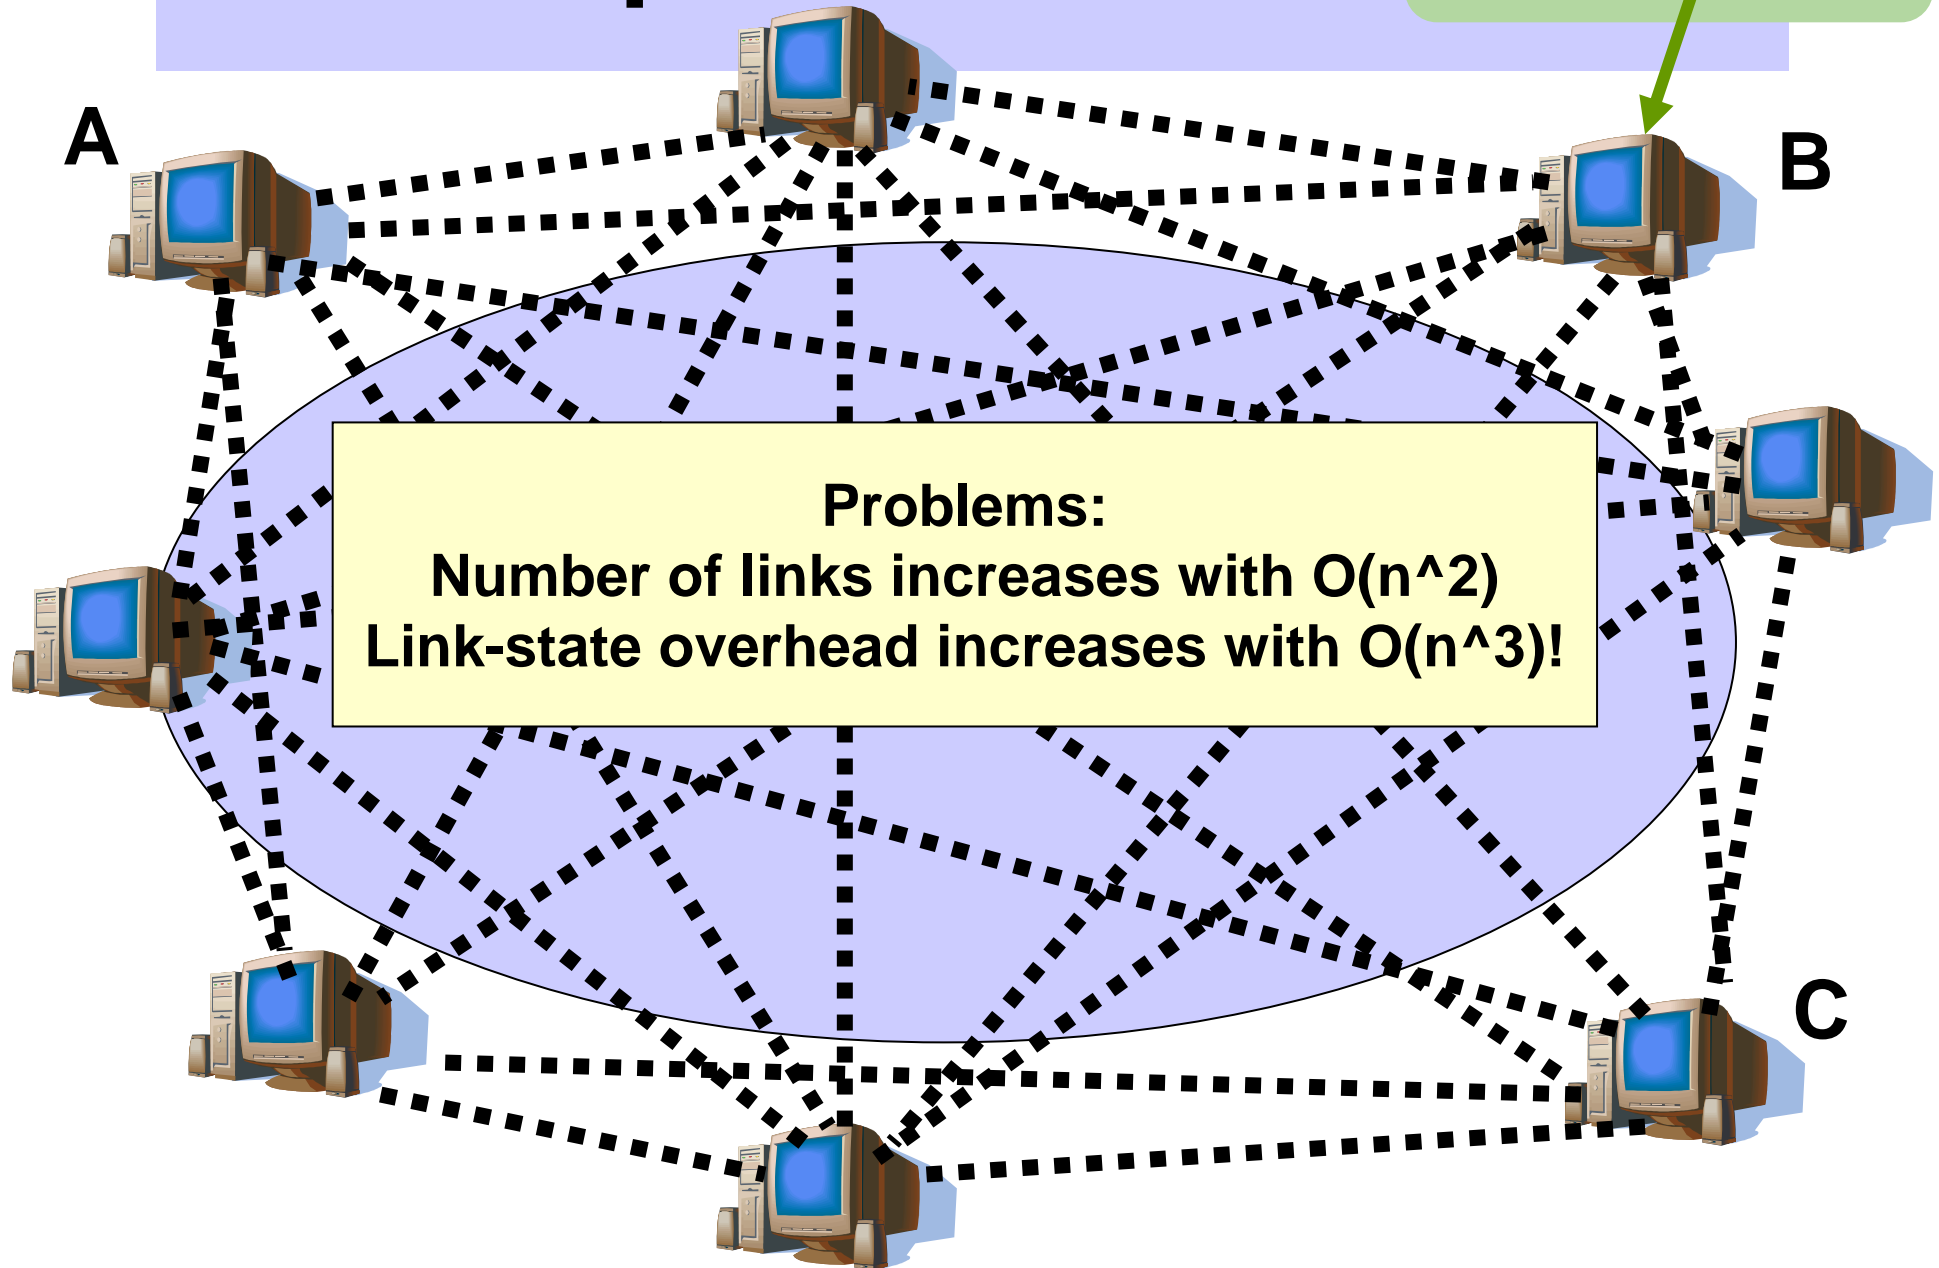 A
B
Problems:
Number of links increases with O(n^2)
Link-state overhead increases with O(n^3)!
C